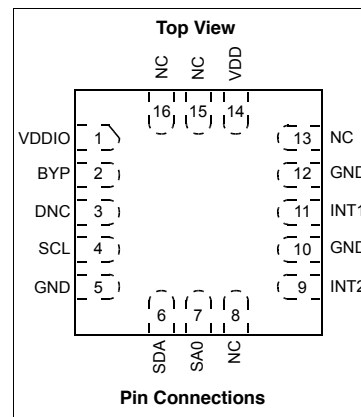 Top View
NC NC VDD
16 15 14
VDDIO 1 13 NC
BYP 2 12 GND
DNC 3 11 INT1
SCL 4 10 GND
GND 5 9 INT2
6 7 8
SDA SA0 NC
Pin Connections